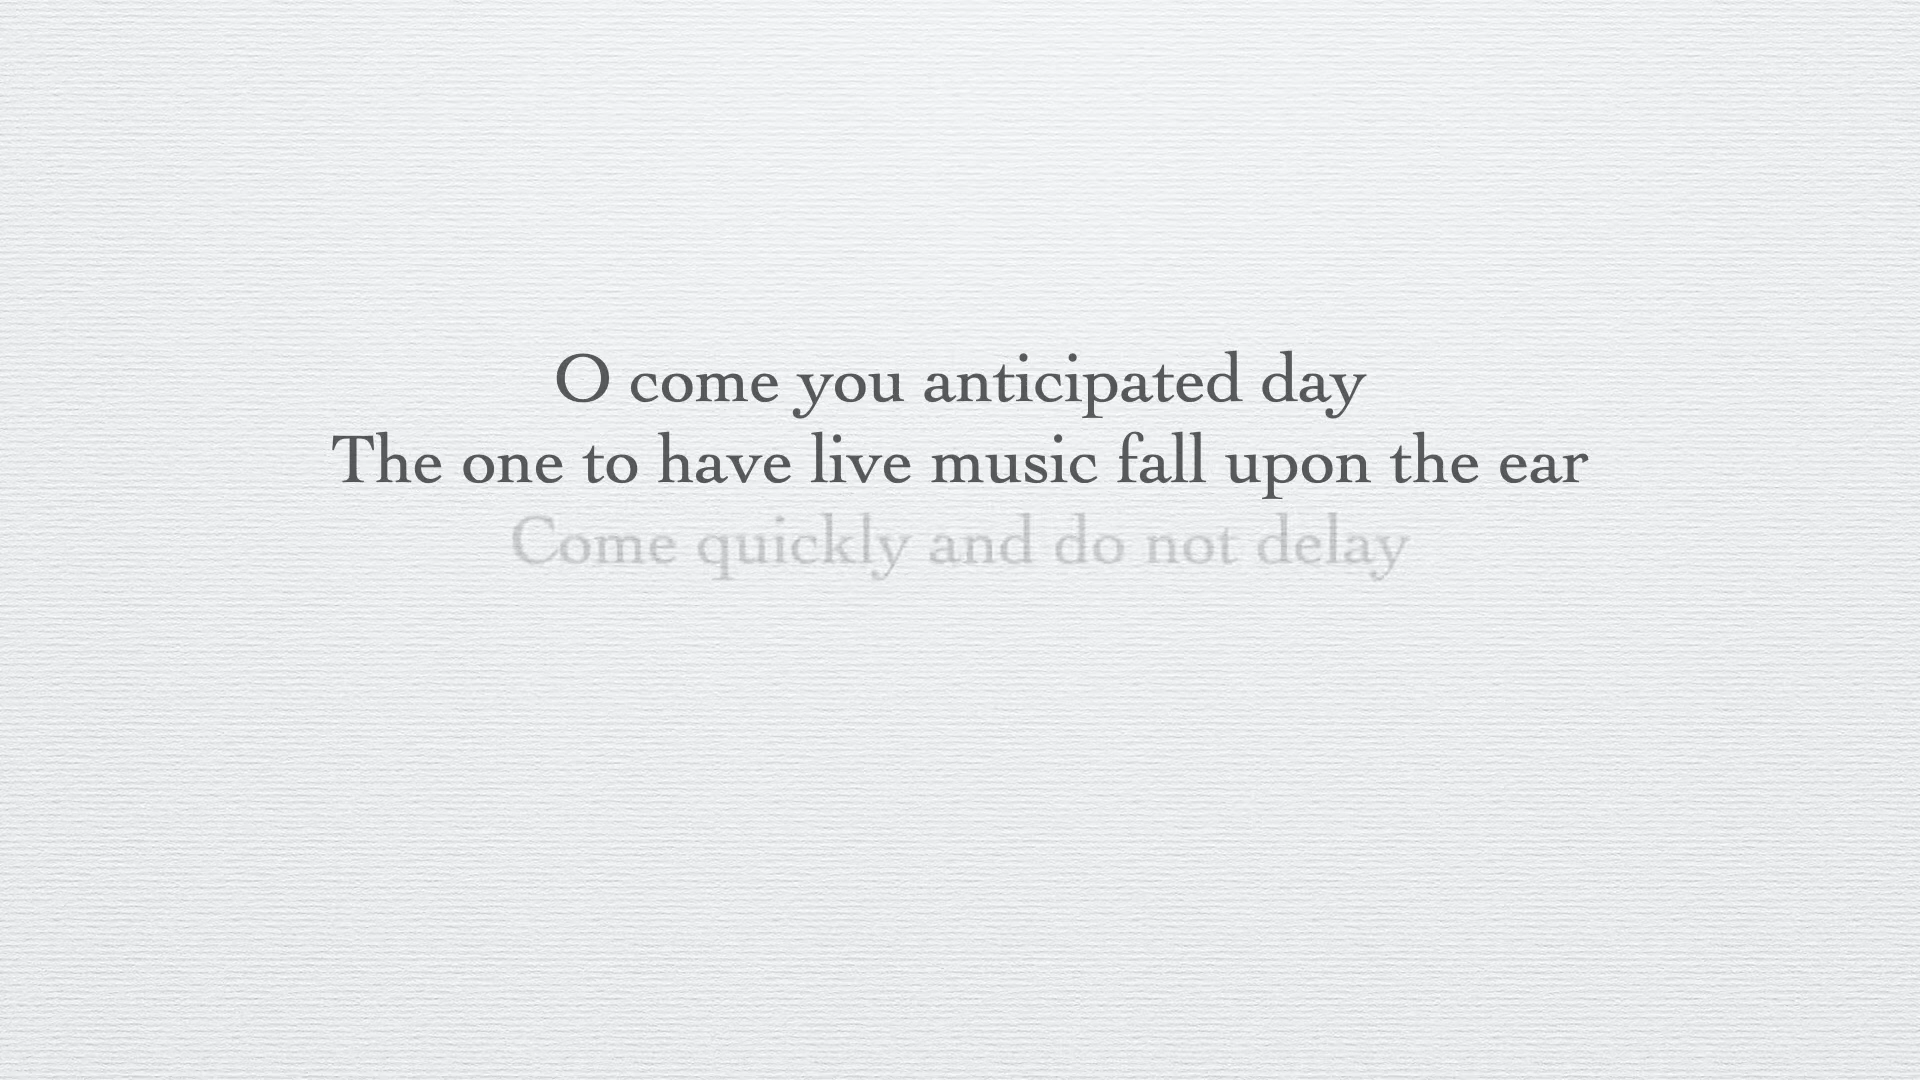 O come you anticipated day
The one to have live music fall upon the ear
Come quickly and do not delay